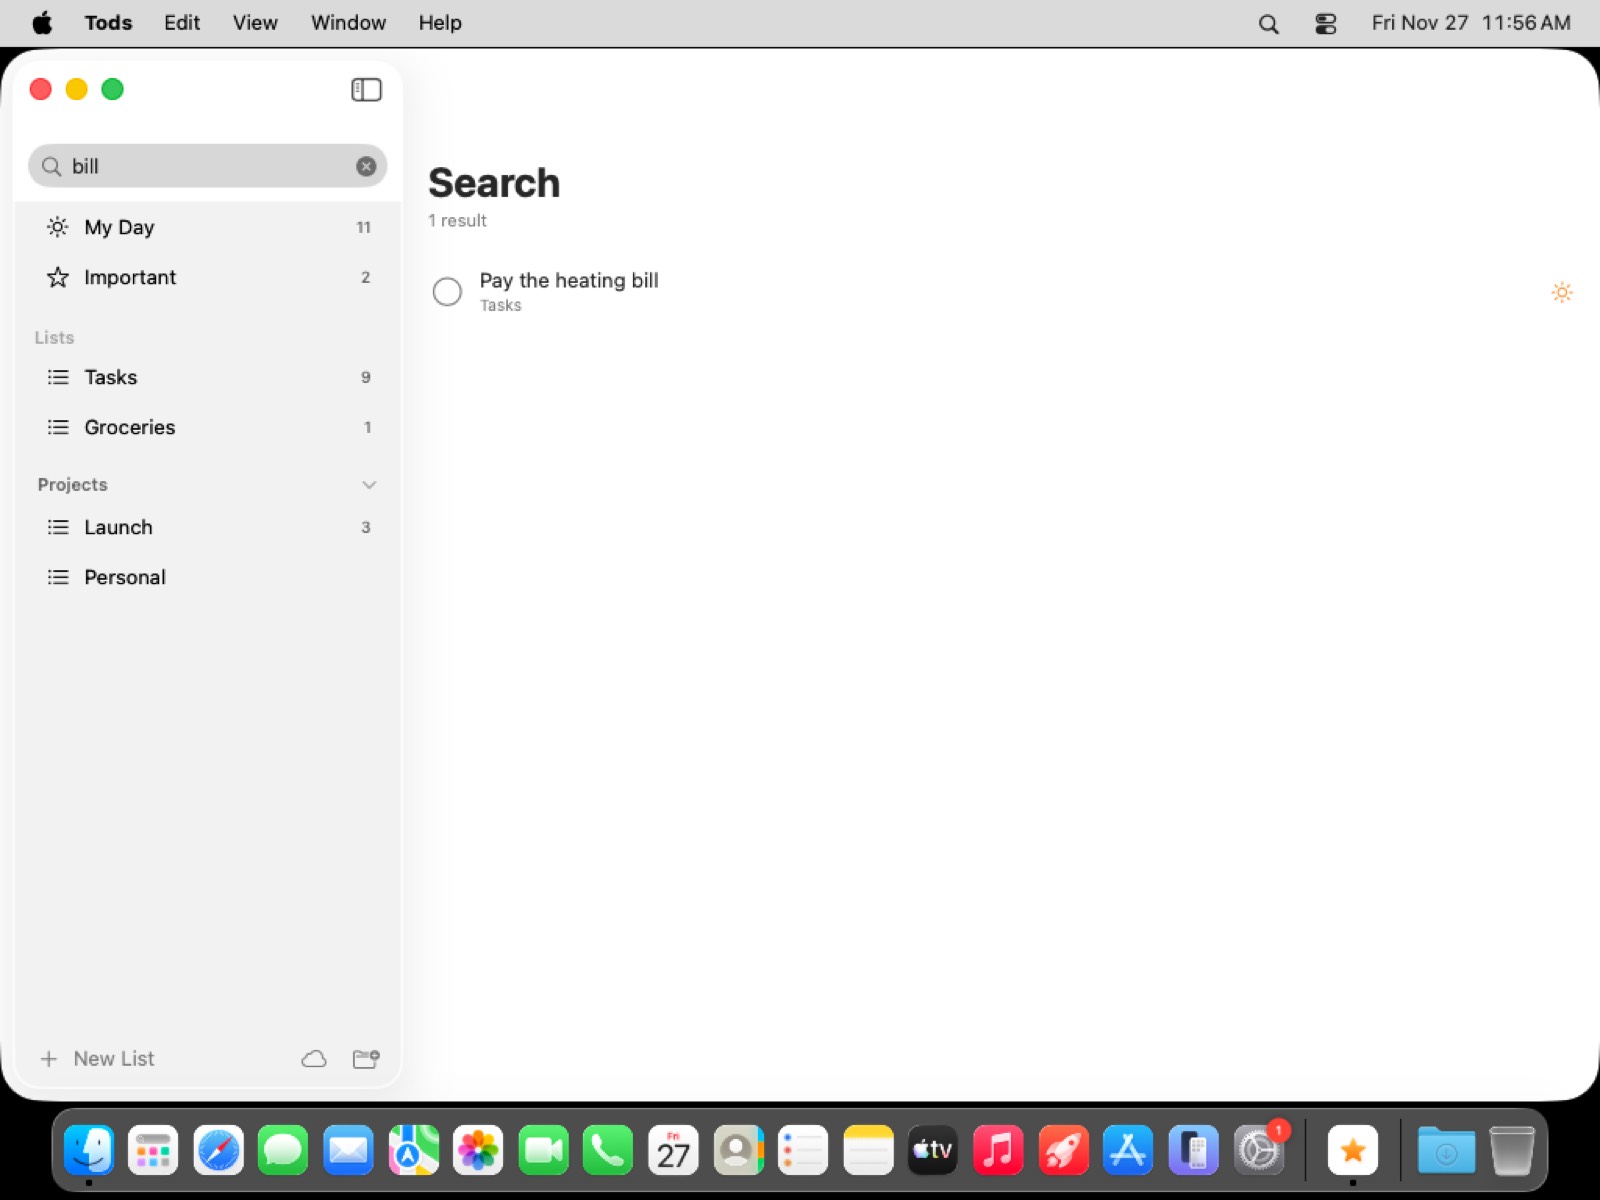 Tods Edit View Window Help Fri Nov 27 11:56 AM
bill
My Day 11
Important 2
Lists
Tasks 9
Groceries 1
Projects
Launch 3
Personal
New List
Search
1 result
Pay the heating bill
Tasks
Fri
27
tv
1